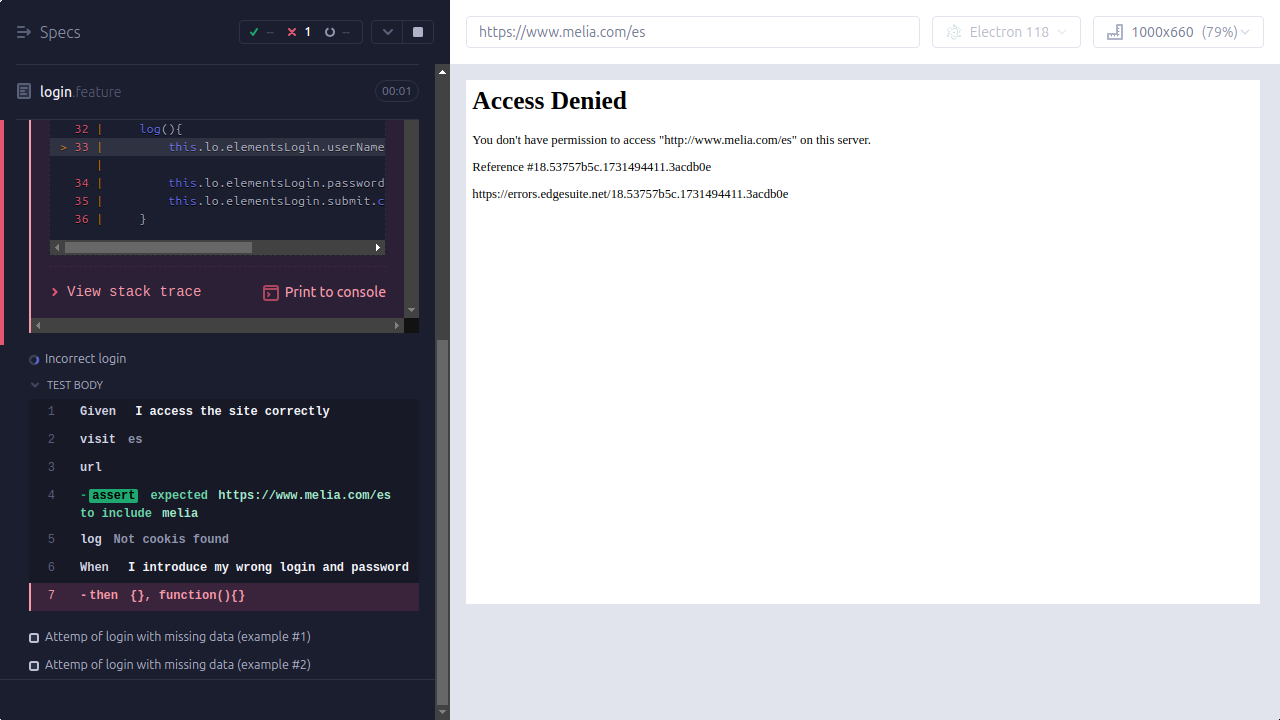 Specs
-- 1 --
login.feature
00:01
32 | log(){
> 33 | this.lo.elementsLogin.userName
|
34 | this.lo.elementsLogin.password
35 | this.lo.elementsLogin.submit.c
36 | }
View stack trace
Print to console
Incorrect login
TEST BODY
1 Given I access the site correctly
2 visit es
3 url
4 -assert expected https://www.melia.com/es
to include melia
5 log Not cookis found
6 When I introduce my wrong login and password
7 -then {}, function(){}
Attemp of login with missing data (example #1)
Attemp of login with missing data (example #2)
https://www.melia.com/es
Electron 118
1000x660 (79%)
Access Denied
You don't have permission to access "http://www.melia.com/es" on this server.
Reference #18.53757b5c.1731494411.3acdb0e
https://errors.edgesuite.net/18.53757b5c.1731494411.3acdb0e